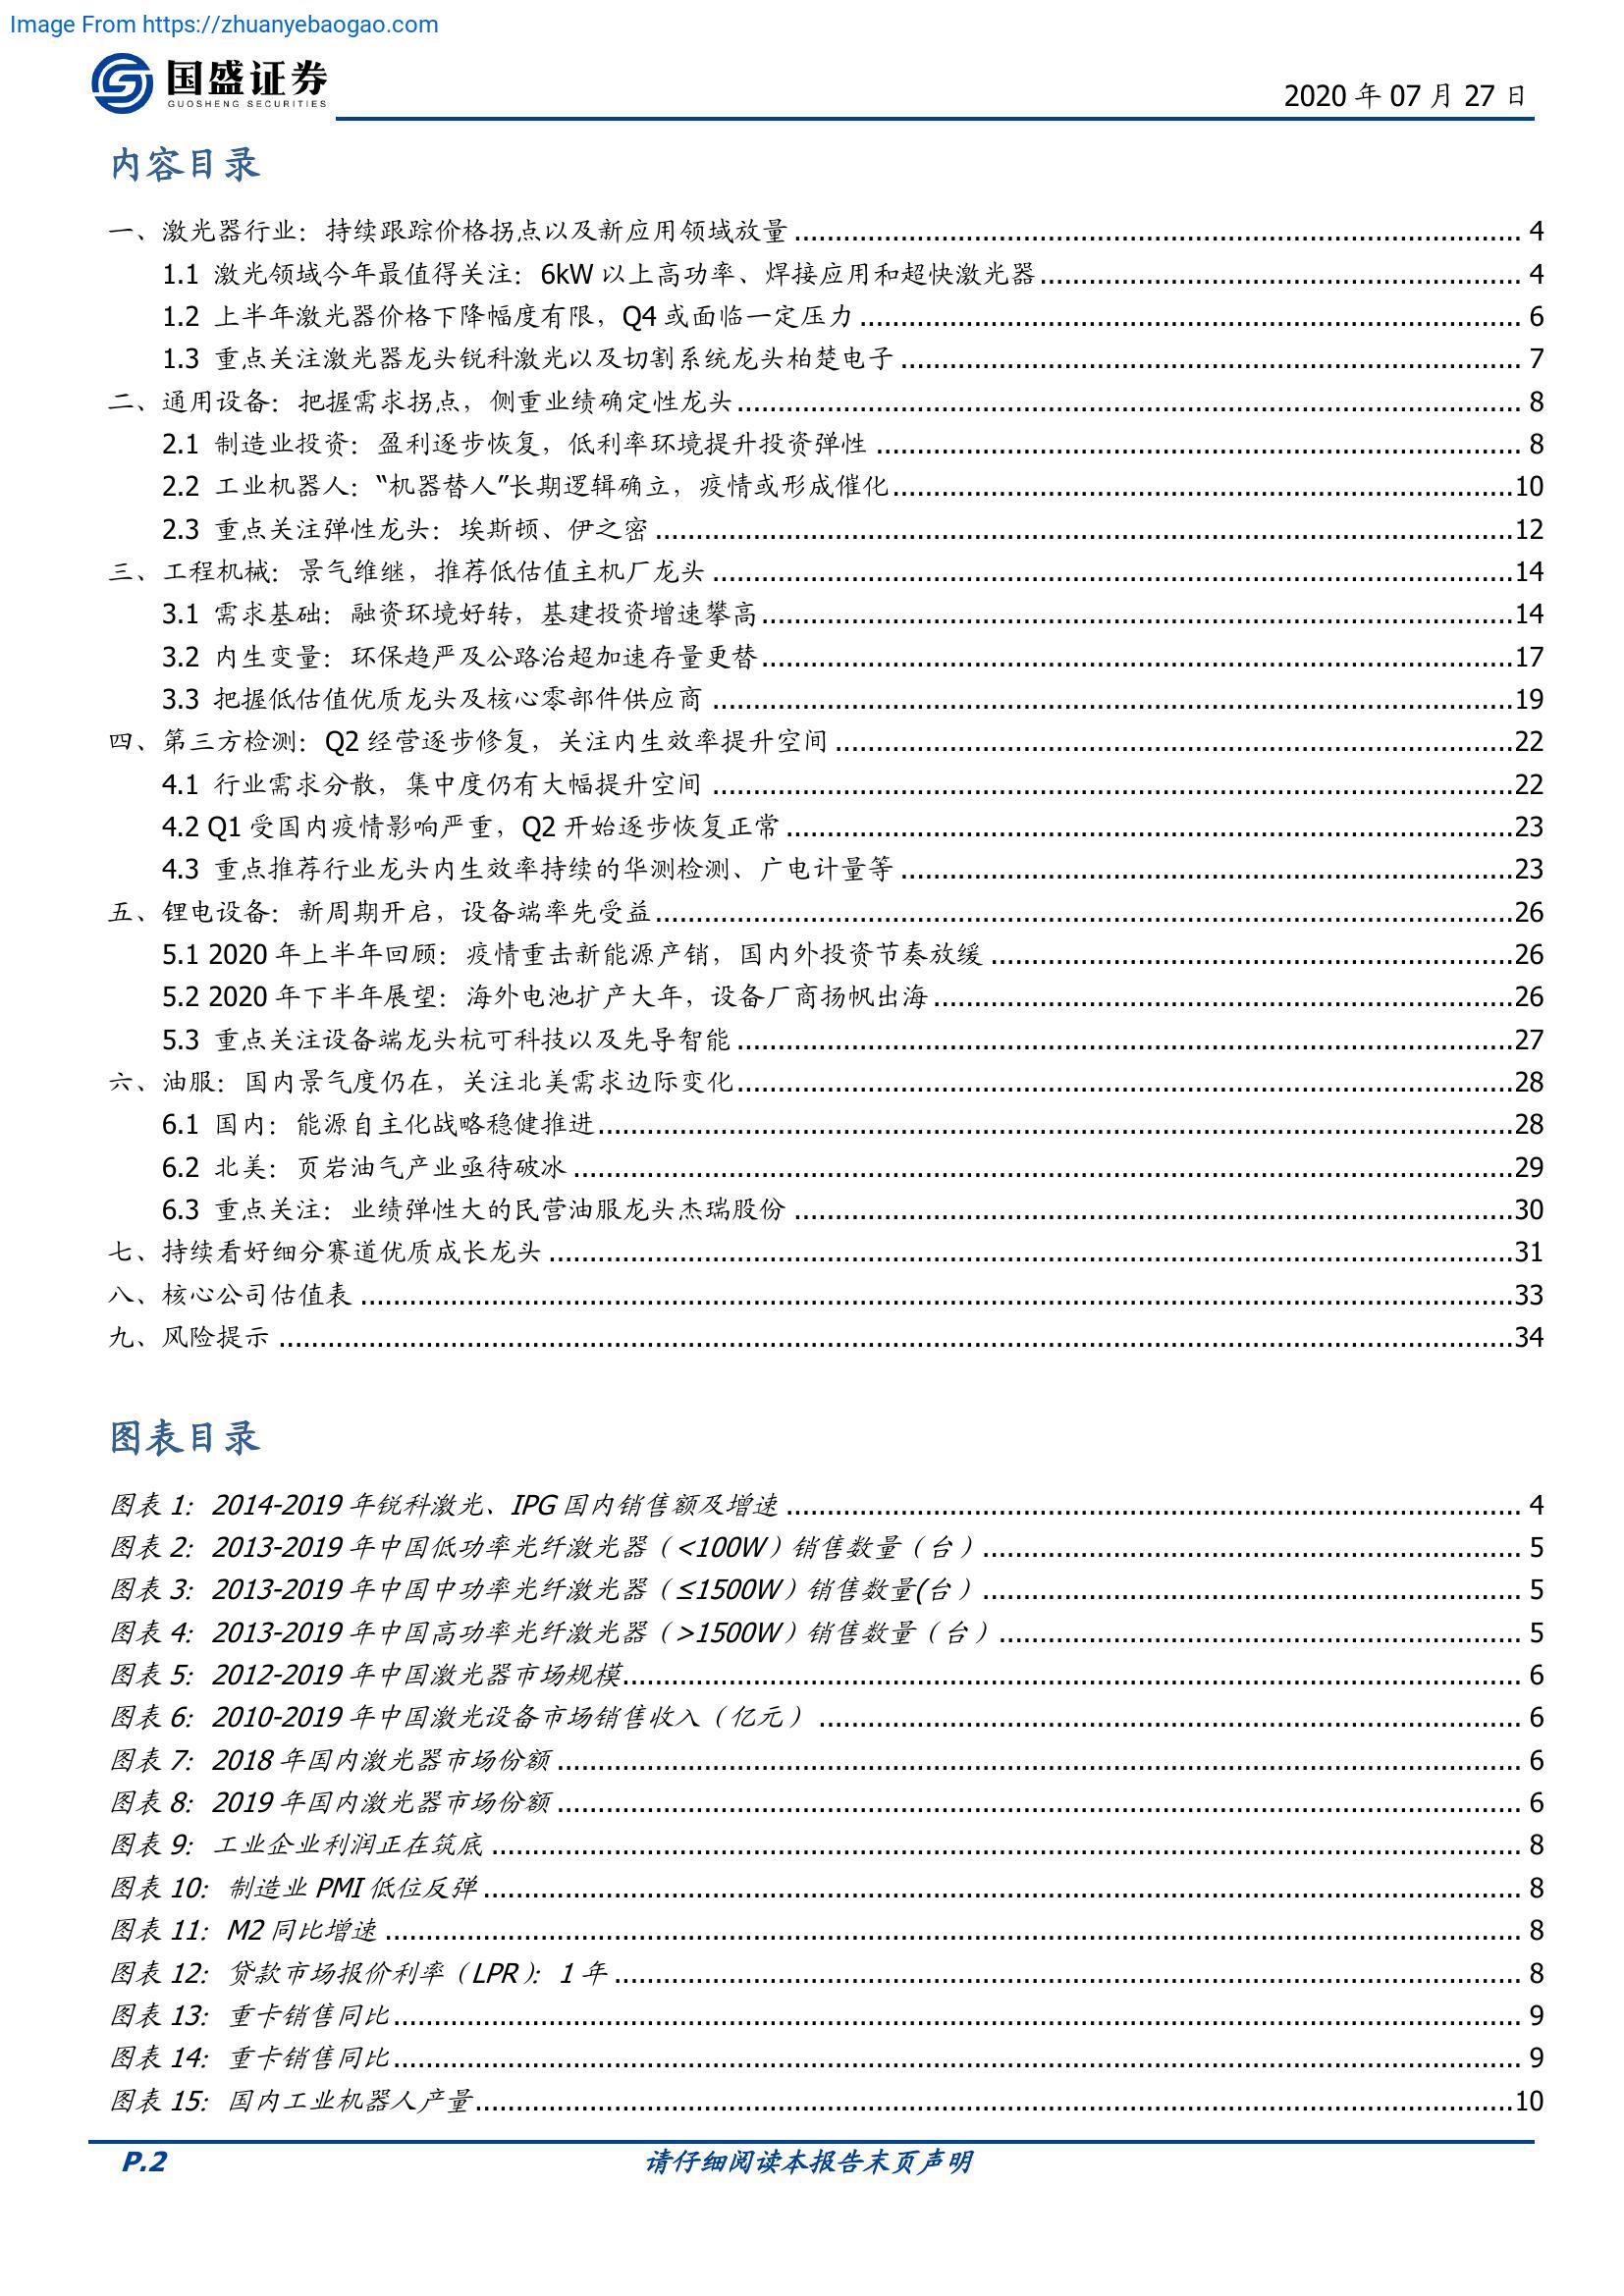 Image From https://zhuanyebaogao.com
国盛证券
GUOSHENG SECURITIES
2020 年 07 月 27 日
内容目录
一、激光器行业：持续跟踪价格拐点以及新应用领域放量 4
1.1 激光领域今年最值得关注：6kW 以上高功率、焊接应用和超快激光器 4
1.2 上半年激光器价格下降幅度有限，Q4 或面临一定压力 6
1.3 重点关注激光器龙头锐科激光以及切割系统龙头柏楚电子 7
二、通用设备：把握需求拐点，侧重业绩确定性龙头 8
2.1 制造业投资：盈利逐步恢复，低利率环境提升投资弹性 8
2.2 工业机器人：“机器替人”长期逻辑确立，疫情或形成催化 10
2.3 重点关注弹性龙头：埃斯顿、伊之密 12
三、工程机械：景气维继，推荐低估值主机厂龙头 14
3.1 需求基础：融资环境好转，基建投资增速攀高 14
3.2 内生变量：环保趋严及公路治超加速存量更替 17
3.3 把握低估值优质龙头及核心零部件供应商 19
四、第三方检测：Q2 经营逐步修复，关注内生效率提升空间 22
4.1 行业需求分散，集中度仍有大幅提升空间 22
4.2 Q1 受国内疫情影响严重，Q2 开始逐步恢复正常 23
4.3 重点推荐行业龙头内生效率持续的华测检测、广电计量等 23
五、锂电设备：新周期开启，设备端率先受益 26
5.1 2020 年上半年回顾：疫情重击新能源产销，国内外投资节奏放缓 26
5.2 2020 年下半年展望：海外电池扩产大年，设备厂商扬帆出海 26
5.3 重点关注设备端龙头杭可科技以及先导智能 27
六、油服：国内景气度仍在，关注北美需求边际变化 28
6.1 国内：能源自主化战略稳健推进 28
6.2 北美：页岩油气产业亟待破冰 29
6.3 重点关注：业绩弹性大的民营油服龙头杰瑞股份 30
七、持续看好细分赛道优质成长龙头 31
八、核心公司估值表 33
九、风险提示 34
图表目录
图表 1：2014-2019 年锐科激光、IPG 国内销售额及增速 4
图表 2：2013-2019 年中国低功率光纤激光器（<100W）销售数量（台） 5
图表 3：2013-2019 年中国中功率光纤激光器（≤1500W）销售数量(台） 5
图表 4：2013-2019 年中国高功率光纤激光器（>1500W）销售数量（台） 5
图表 5：2012-2019 年中国激光器市场规模 6
图表 6：2010-2019 年中国激光设备市场销售收入（亿元） 6
图表 7：2018 年国内激光器市场份额 6
图表 8：2019 年国内激光器市场份额 6
图表 9：工业企业利润正在筑底 8
图表 10：制造业 PMI 低位反弹 8
图表 11：M2 同比增速 8
图表 12：贷款市场报价利率（LPR）：1 年 8
图表 13：重卡销售同比 9
图表 14：重卡销售同比 9
图表 15：国内工业机器人产量 10
P.2
请仔细阅读本报告末页声明